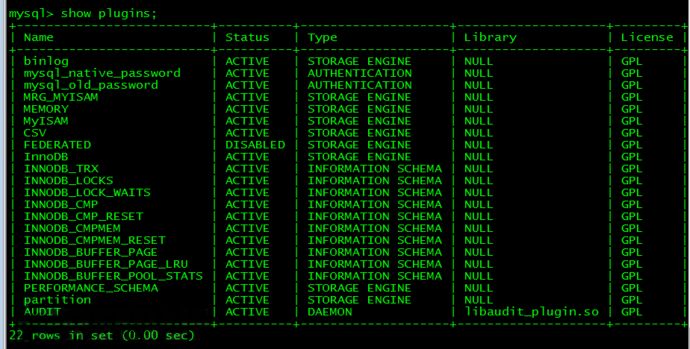 mysql> show plugins;
+-----------------------+----------+--------------------+------------------+---------+
| Name | Status | Type | Library | License |
+-----------------------+----------+--------------------+------------------+---------+
| binlog | ACTIVE | STORAGE ENGINE | NULL | GPL |
| mysql_native_password | ACTIVE | AUTHENTICATION | NULL | GPL |
| mysql_old_password | ACTIVE | AUTHENTICATION | NULL | GPL |
| MRG_MYISAM | ACTIVE | STORAGE ENGINE | NULL | GPL |
| MEMORY | ACTIVE | STORAGE ENGINE | NULL | GPL |
| MyISAM | ACTIVE | STORAGE ENGINE | NULL | GPL |
| CSV | ACTIVE | STORAGE ENGINE | NULL | GPL |
| FEDERATED | DISABLED | STORAGE ENGINE | NULL | GPL |
| InnoDB | ACTIVE | STORAGE ENGINE | NULL | GPL |
| INNODB_TRX | ACTIVE | INFORMATION SCHEMA | NULL | GPL |
| INNODB_LOCKS | ACTIVE | INFORMATION SCHEMA | NULL | GPL |
| INNODB_LOCK_WAITS | ACTIVE | INFORMATION SCHEMA | NULL | GPL |
| INNODB_CMP | ACTIVE | INFORMATION SCHEMA | NULL | GPL |
| INNODB_CMP_RESET | ACTIVE | INFORMATION SCHEMA | NULL | GPL |
| INNODB_CMPMEM | ACTIVE | INFORMATION SCHEMA | NULL | GPL |
| INNODB_CMPMEM_RESET | ACTIVE | INFORMATION SCHEMA | NULL | GPL |
| INNODB_BUFFER_PAGE | ACTIVE | INFORMATION SCHEMA | NULL | GPL |
| INNODB_BUFFER_PAGE_LRU | ACTIVE | INFORMATION SCHEMA | NULL | GPL |
| INNODB_BUFFER_POOL_STATS | ACTIVE | INFORMATION SCHEMA | NULL | GPL |
| PERFORMANCE_SCHEMA | ACTIVE | STORAGE ENGINE | NULL | GPL |
| partition | ACTIVE | STORAGE ENGINE | NULL | GPL |
| AUDIT | ACTIVE | DAEMON | libaudit_plugin.so | GPL |
+-----------------------+----------+--------------------+------------------+---------+
22 rows in set (0.00 sec)